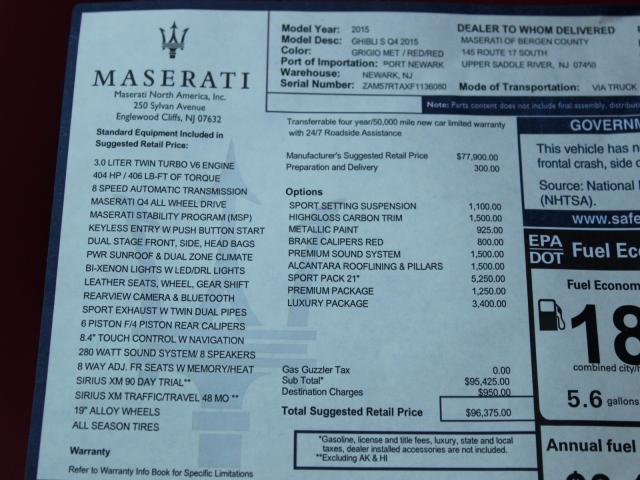 MASERATI
Maserati North America, Inc.
250 Sylvan Avenue
Englewood Cliffs, NJ 07632
Standard Equipment Included in
Suggested Retail Price:
3.0 LITER TWIN TURBO V6 ENGINE
404 HP / 406 LB-FT OF TORQUE
8 SPEED AUTOMATIC TRANSMISSION
MASERATI Q4 ALL WHEEL DRIVE
MASERATI STABILITY PROGRAM (MSP)
KEYLESS ENTRY W PUSH BUTTON START
DUAL STAGE FRONT, SIDE, HEAD BAGS
PWR SUNROOF & DUAL ZONE CLIMATE
BI-XENON LIGHTS W LED/DRL LIGHTS
LEATHER SEATS, WHEEL, GEAR SHIFT
REARVIEW CAMERA & BLUETOOTH
SPORT EXHAUST W TWIN DUAL PIPES
6 PISTON F/4 PISTON REAR CALIPERS
8.4" TOUCH CONTROL W NAVIGATION
280 WATT SOUND SYSTEM/ 8 SPEAKERS
8 WAY ADJ. FR SEATS W MEMORY/HEAT
SIRIUS XM 90 DAY TRIAL**
SIRIUS XM TRAFFIC/TRAVEL 48 MO **
19" ALLOY WHEELS
ALL SEASON TIRES
Warranty
Refer to Warranty Info Book for Specific Limitations
Model Year: 2015
Model Desc: GHIBLI S Q4 2015
Color: GRIGIO MET / RED/RED
Port of Importation: PORT NEWARK
Warehouse: NEWARK, NJ
Serial Number: ZAM57RTAXF1136080
DEALER TO WHOM DELIVERED
MASERATI OF BERGEN COUNTY
145 ROUTE 17 SOUTH
UPPER SADDLE RIVER, NJ 07458
Mode of Transportation: VIA TRUCK
Note: Parts content does not include final assembly, distribut
Transferrable four year/50,000 mile new car limited warranty
with 24/7 Roadside Assistance
Manufacturer's Suggested Retail Price $77,900.00
Preparation and Delivery 300.00
Options
SPORT SETTING SUSPENSION 1,100.00
HIGHGLOSS CARBON TRIM 1,500.00
METALLIC PAINT 925.00
BRAKE CALIPERS RED 800.00
PREMIUM SOUND SYSTEM 1,500.00
ALCANTARA ROOFLINING & PILLARS 1,500.00
SPORT PACK 21" 5,250.00
PREMIUM PACKAGE 1,250.00
LUXURY PACKAGE 3,400.00
Gas Guzzler Tax 0.00
Sub Total* $95,425.00
Destination Charges $950.00
Total Suggested Retail Price $96,375.00
*Gasoline, license and title fees, luxury, state and local
taxes, dealer installed accessories are not included.
**Excluding AK & HI
GOVERNM
This vehicle has n
frontal crash, side c
Source: National
(NHTSA).
www.safe
EPA
DOT Fuel Ec
Fuel Econom
18
combined city/h
5.6 gallons
Annual fuel